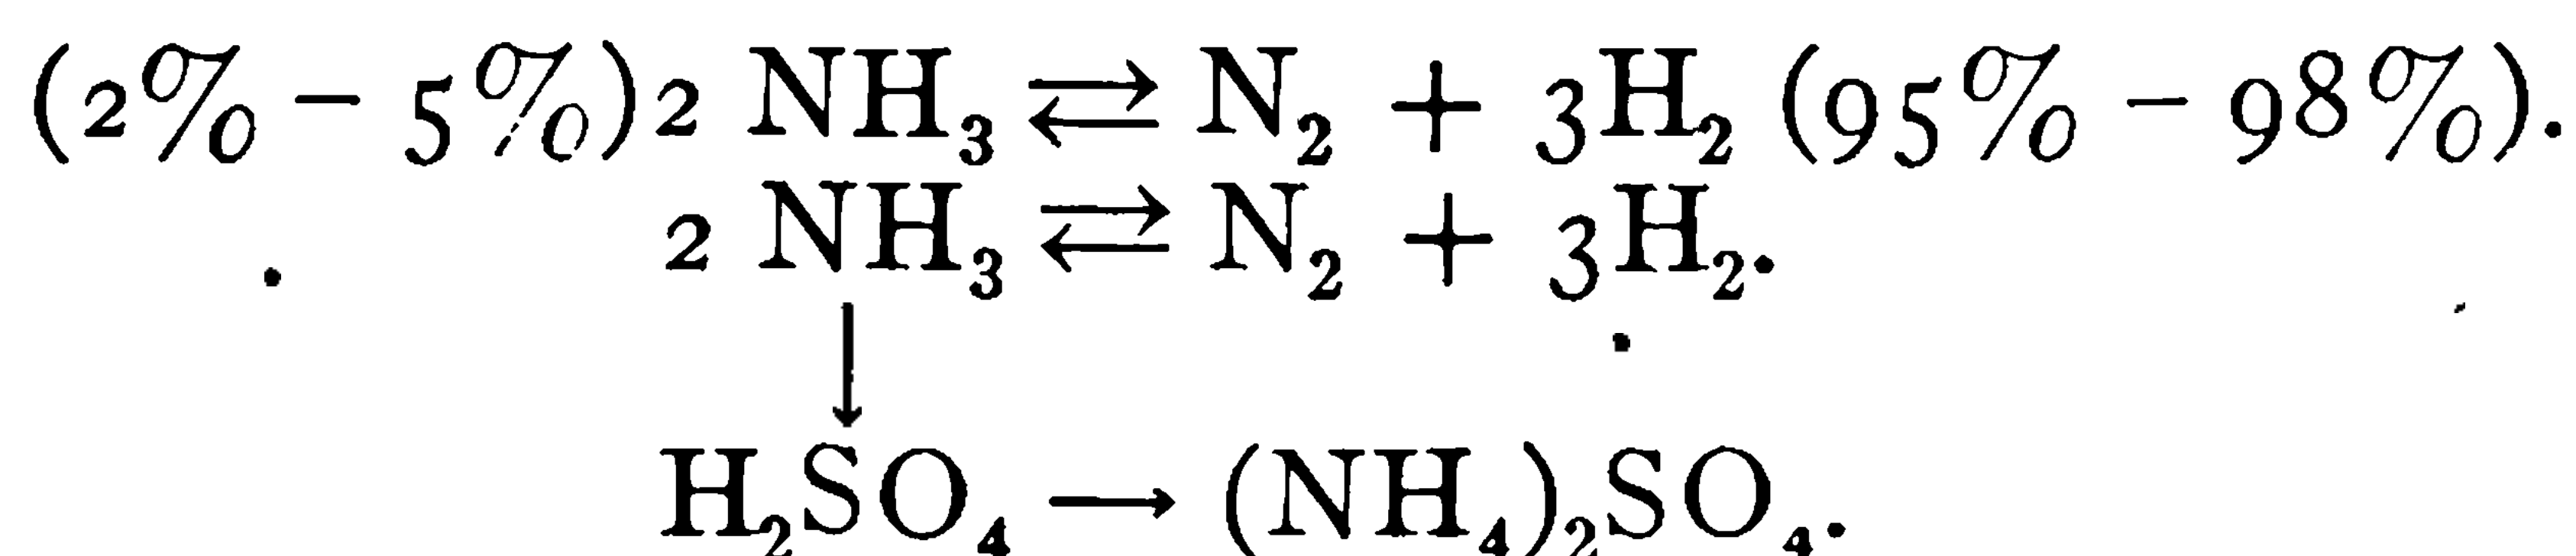 (2% – 5%) 2 NH₃ ⇄ N₂ + 3H₂ (95% – 98%).
2 NH₃ ⇄ N₂ + 3H₂.
↓
H₂SO₄ → (NH₄)₂SO₄.